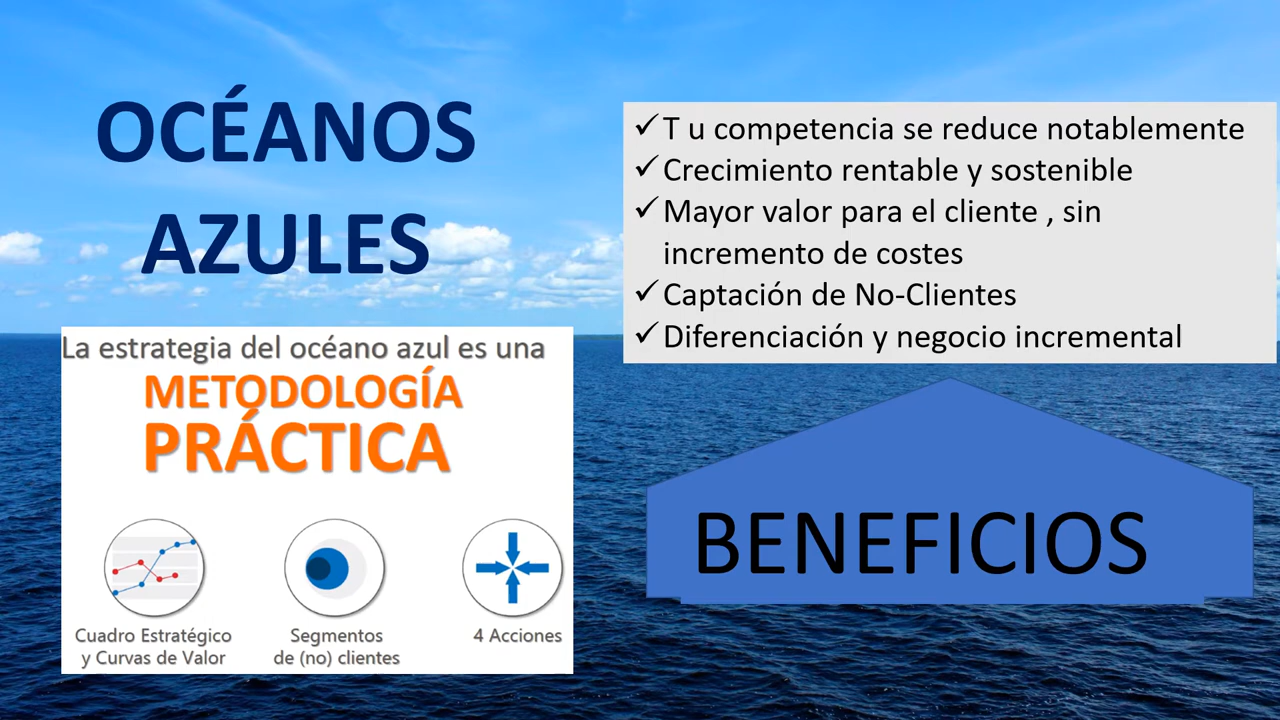 OCÉANOS
AZULES
La estrategia del océano azul es una
METODOLOGÍA
PRÁCTICA
Cuadro Estratégico
y Curvas de Valor
Segmentos
de (no) clientes
4 Acciones
✓T u competencia se reduce notablemente
✓Crecimiento rentable y sostenible
✓Mayor valor para el cliente , sin
incremento de costes
✓Captación de No-Clientes
✓Diferenciación y negocio incremental
BENEFICIOS